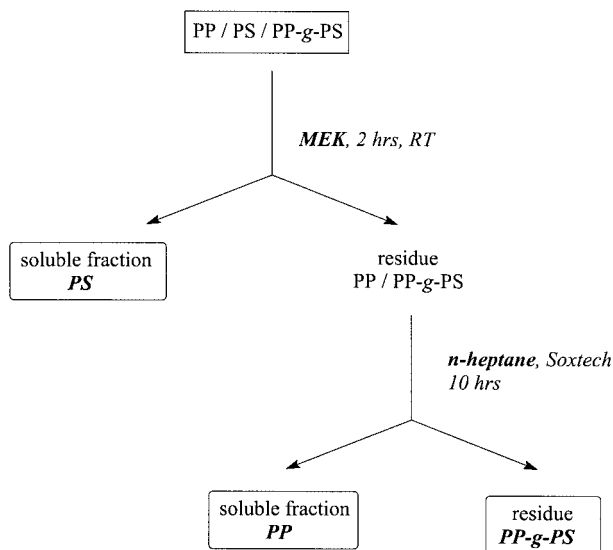 PP / PS / PP-g-PS
MEK, 2 hrs, RT
soluble fraction
PS
residue
PP / PP-g-PS
n-heptane, Soxtech
10 hrs
soluble fraction
PP
residue
PP-g-PS